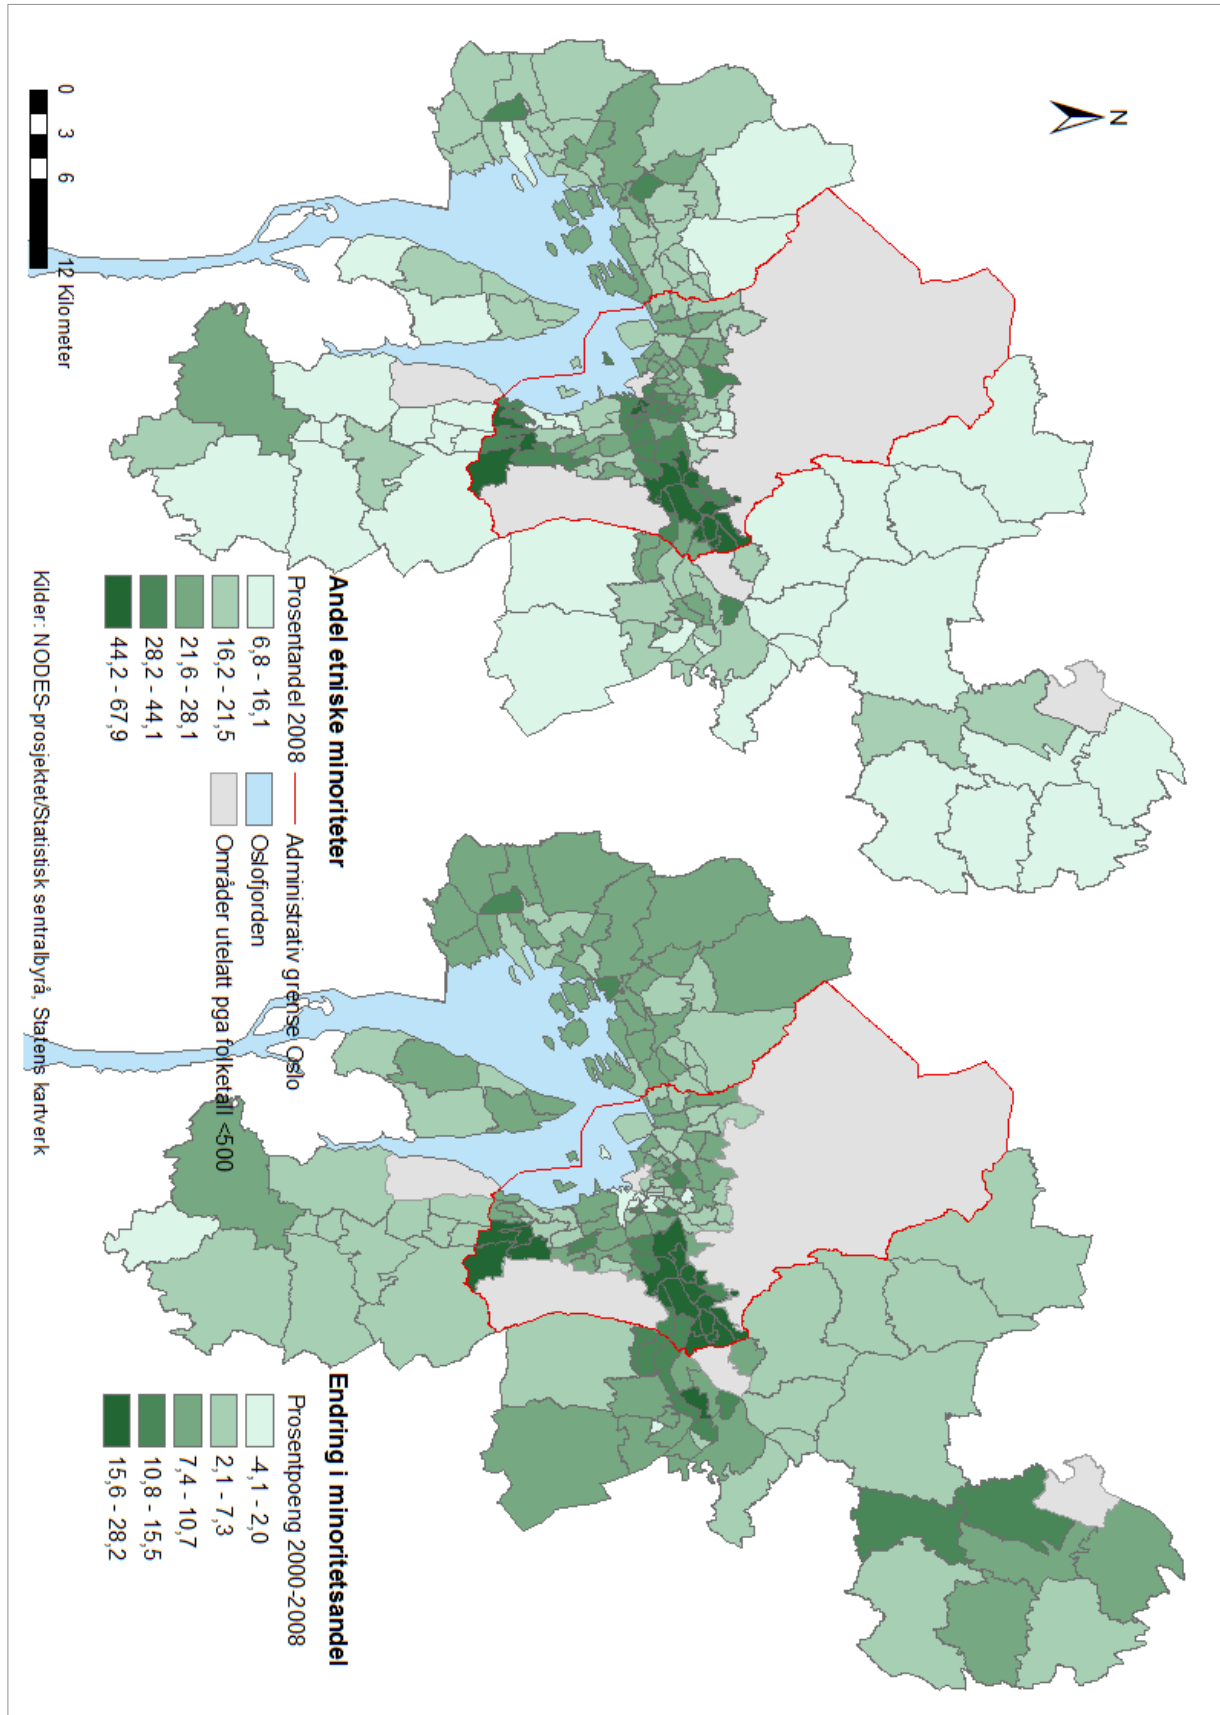 N
Andel etniske minoriteter
Prosentandel 2008
6,8 - 16,1
16,2 - 21,5
21,6 - 28,1
28,2 - 44,1
44,2 - 67,9
Administrativ grense Oslo
Oslofjorden
Områder utelatt pga folketall <500
Endring i minoritetsandel
Prosentpoeng 2000-2008
-4,1 - 2,0
2,1 - 7,3
7,4 - 10,7
10,8 - 15,5
15,6 - 28,2
0 3 6 12 Kilometer
Kilder: NODES-prosjektet/Statistisk sentralbyrå, Statens kartverk